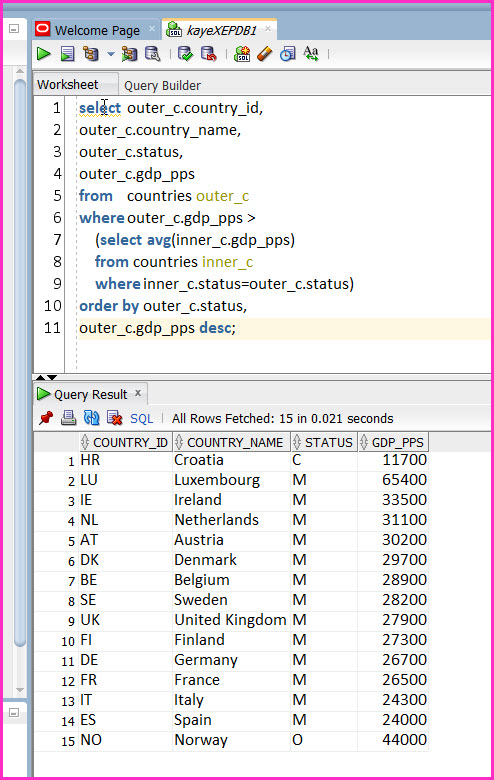 Welcome Page × kayeXEPDB1 ×
Worksheet Query Builder
1 select outer_c.country_id,
2 outer_c.country_name,
3 outer_c.status,
4 outer_c.gdp_pps
5 from countries outer_c
6 where outer_c.gdp_pps >
7 (select avg(inner_c.gdp_pps)
8 from countries inner_c
9 where inner_c.status=outer_c.status)
10 order by outer_c.status,
11 outer_c.gdp_pps desc;
Query Result ×
SQL | All Rows Fetched: 15 in 0.021 seconds
COUNTRY_ID COUNTRY_NAME STATUS GDP_PPS
1 HR Croatia C 11700
2 LU Luxembourg M 65400
3 IE Ireland M 33500
4 NL Netherlands M 31100
5 AT Austria M 30200
6 DK Denmark M 29700
7 BE Belgium M 28900
8 SE Sweden M 28200
9 UK United Kingdom M 27900
10 FI Finland M 27300
11 DE Germany M 26700
12 FR France M 26500
13 IT Italy M 24300
14 ES Spain M 24000
15 NO Norway O 44000